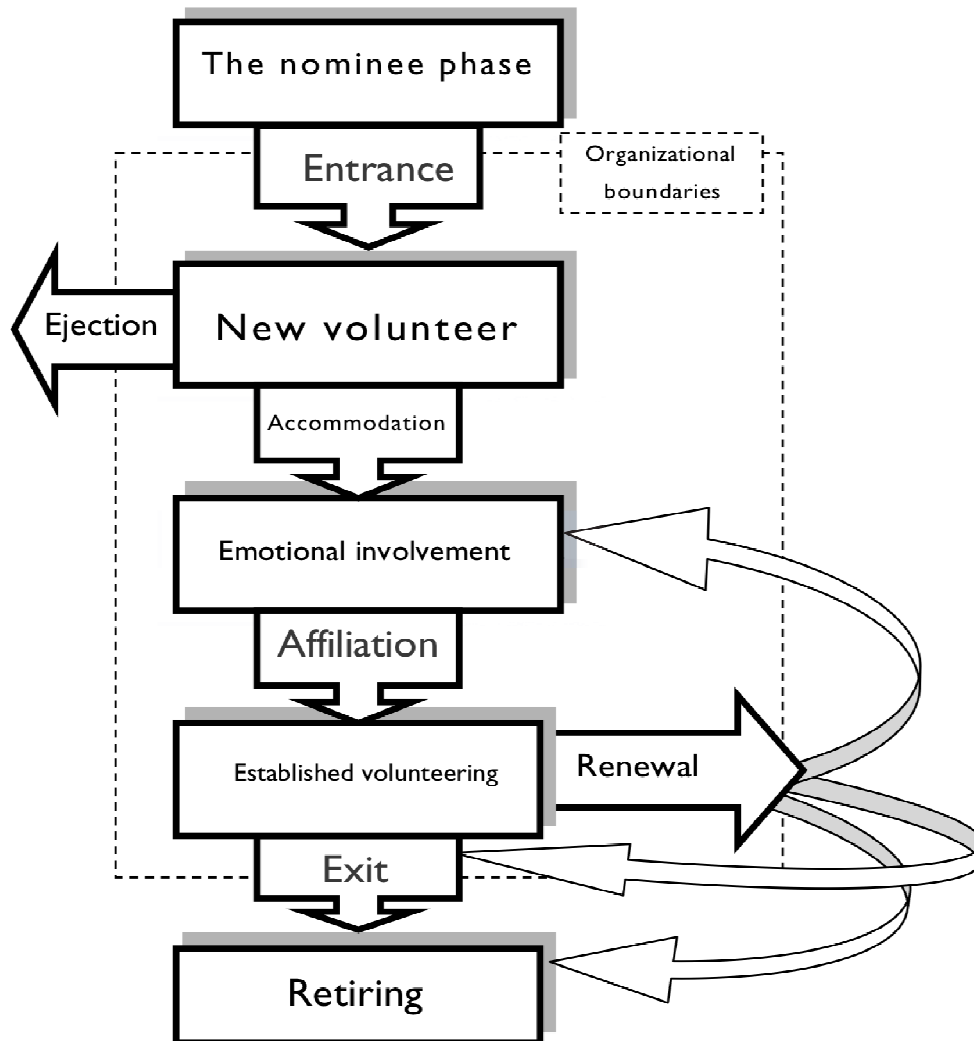 The nominee phase
Entrance
Organizational
boundaries
Ejection
New volunteer
Accommodation
Emotional involvement
Affiliation
Established volunteering
Renewal
Exit
Retiring